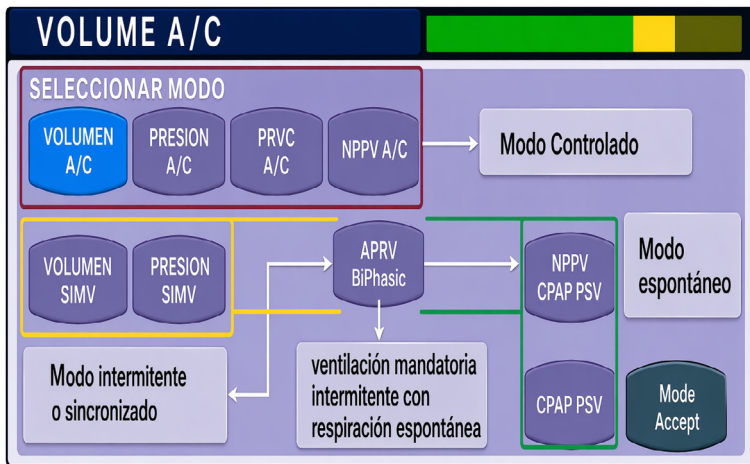 VOLUME A/C
SELECCIONAR MODO
VOLUMEN
A/C
PRESION
A/C
PRVC
A/C
NPPV A/C
Modo Controlado
VOLUMEN
SIMV
PRESION
SIMV
APRV
BiPhasic
NPPV
CPAP PSV
Modo
espontáneo
Modo intermitente
o sincronizado
ventilación mandatoria
intermitente con
respiración espontánea
CPAP PSV
Mode
Accept